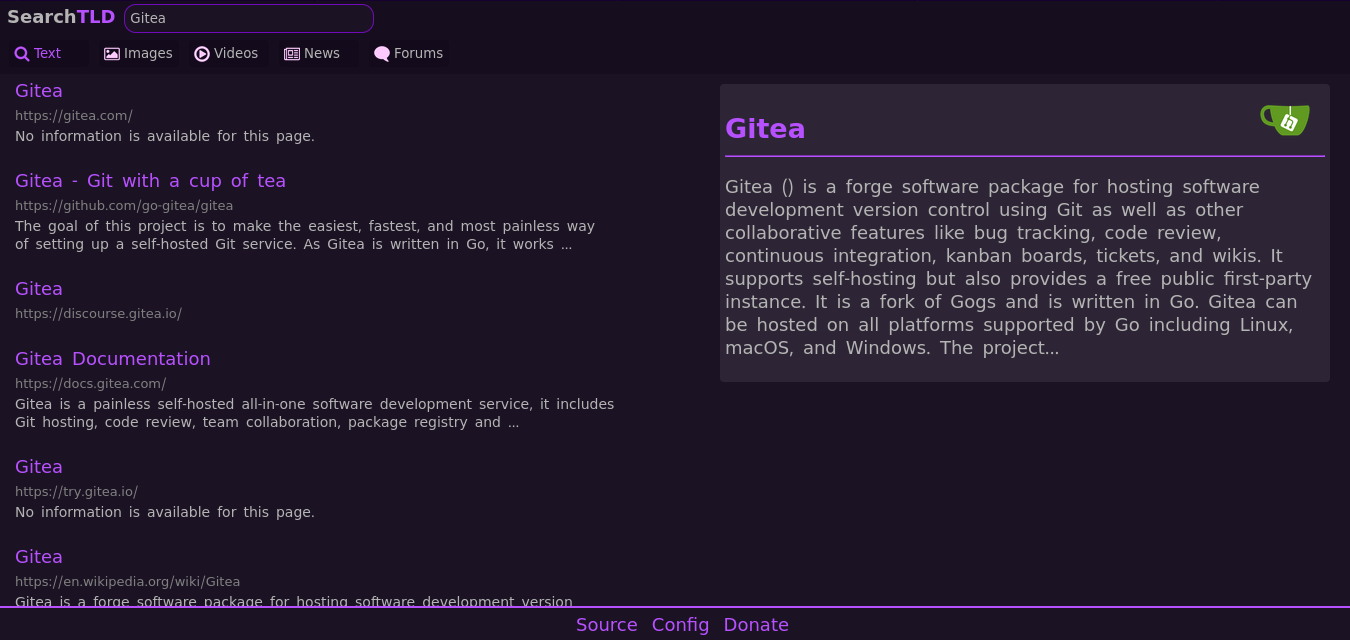 SearchTLD
Gitea
Text Images Videos News Forums
Gitea
https://gitea.com/
No information is available for this page.
Gitea - Git with a cup of tea
https://github.com/go-gitea/gitea
The goal of this project is to make the easiest, fastest, and most painless way
of setting up a self-hosted Git service. As Gitea is written in Go, it works ...
Gitea
https://discourse.gitea.io/
Gitea Documentation
https://docs.gitea.com/
Gitea is a painless self-hosted all-in-one software development service, it includes
Git hosting, code review, team collaboration, package registry and ...
Gitea
https://try.gitea.io/
No information is available for this page.
Gitea
https://en.wikipedia.org/wiki/Gitea
Gitea is a forge software package for hosting software development version
Gitea
Gitea () is a forge software package for hosting software
development version control using Git as well as other
collaborative features like bug tracking, code review,
continuous integration, kanban boards, tickets, and wikis. It
supports self-hosting but also provides a free public first-party
instance. It is a fork of Gogs and is written in Go. Gitea can
be hosted on all platforms supported by Go including Linux,
macOS, and Windows. The project…
Source Config Donate